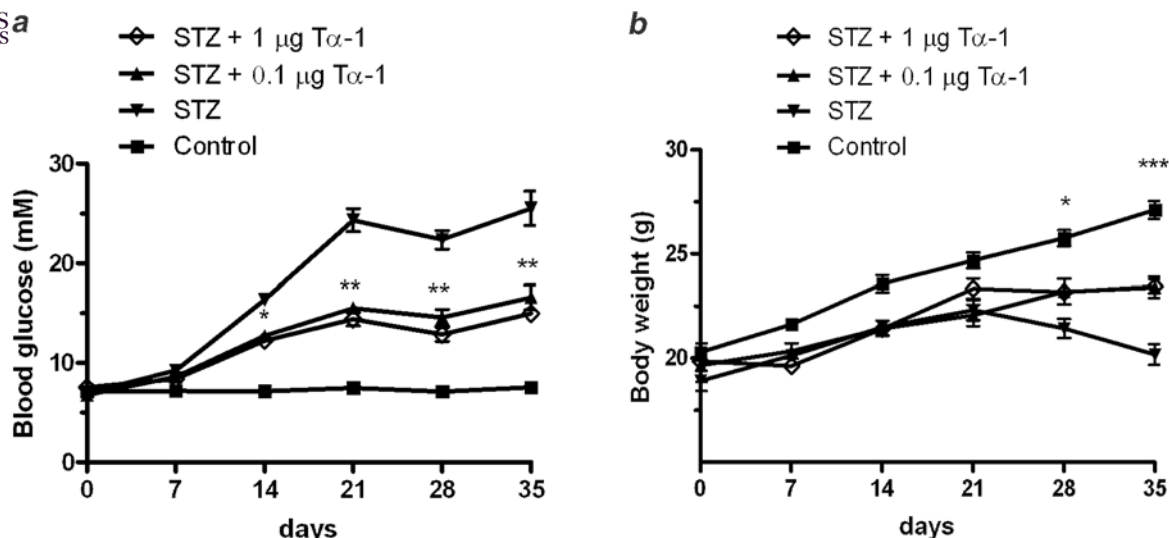 S
S
a
STZ + 1 μg Tα-1
STZ + 0.1 μg Tα-1
STZ
Control
Blood glucose (mM)
30
20
10
0
*
**
**
**
0 7 14 21 28 35
days
b
STZ + 1 μg Tα-1
STZ + 0.1 μg Tα-1
STZ
Control
Body weight (g)
30
25
20
*
***
0 7 14 21 28 35
days